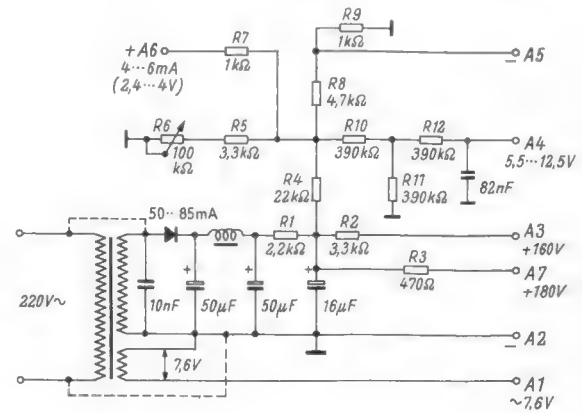 R9
1kΩ
R7
1kΩ
+A6
4···6mA
(2,4···4V)
A5
–
R8
4,7kΩ
R6
100
kΩ
R5
3,3kΩ
R10
390kΩ
R12
390kΩ
A4
5,5···12,5V
R4
22kΩ
R11
390kΩ
82nF
50··85mA
R1
2,2kΩ
R2
3,3kΩ
A3
+160V
R3
470Ω
A7
+180V
220V~
10nF
+
50μF
+
50μF
+
16μF
A2
–
7,6V
A1
~7,6V